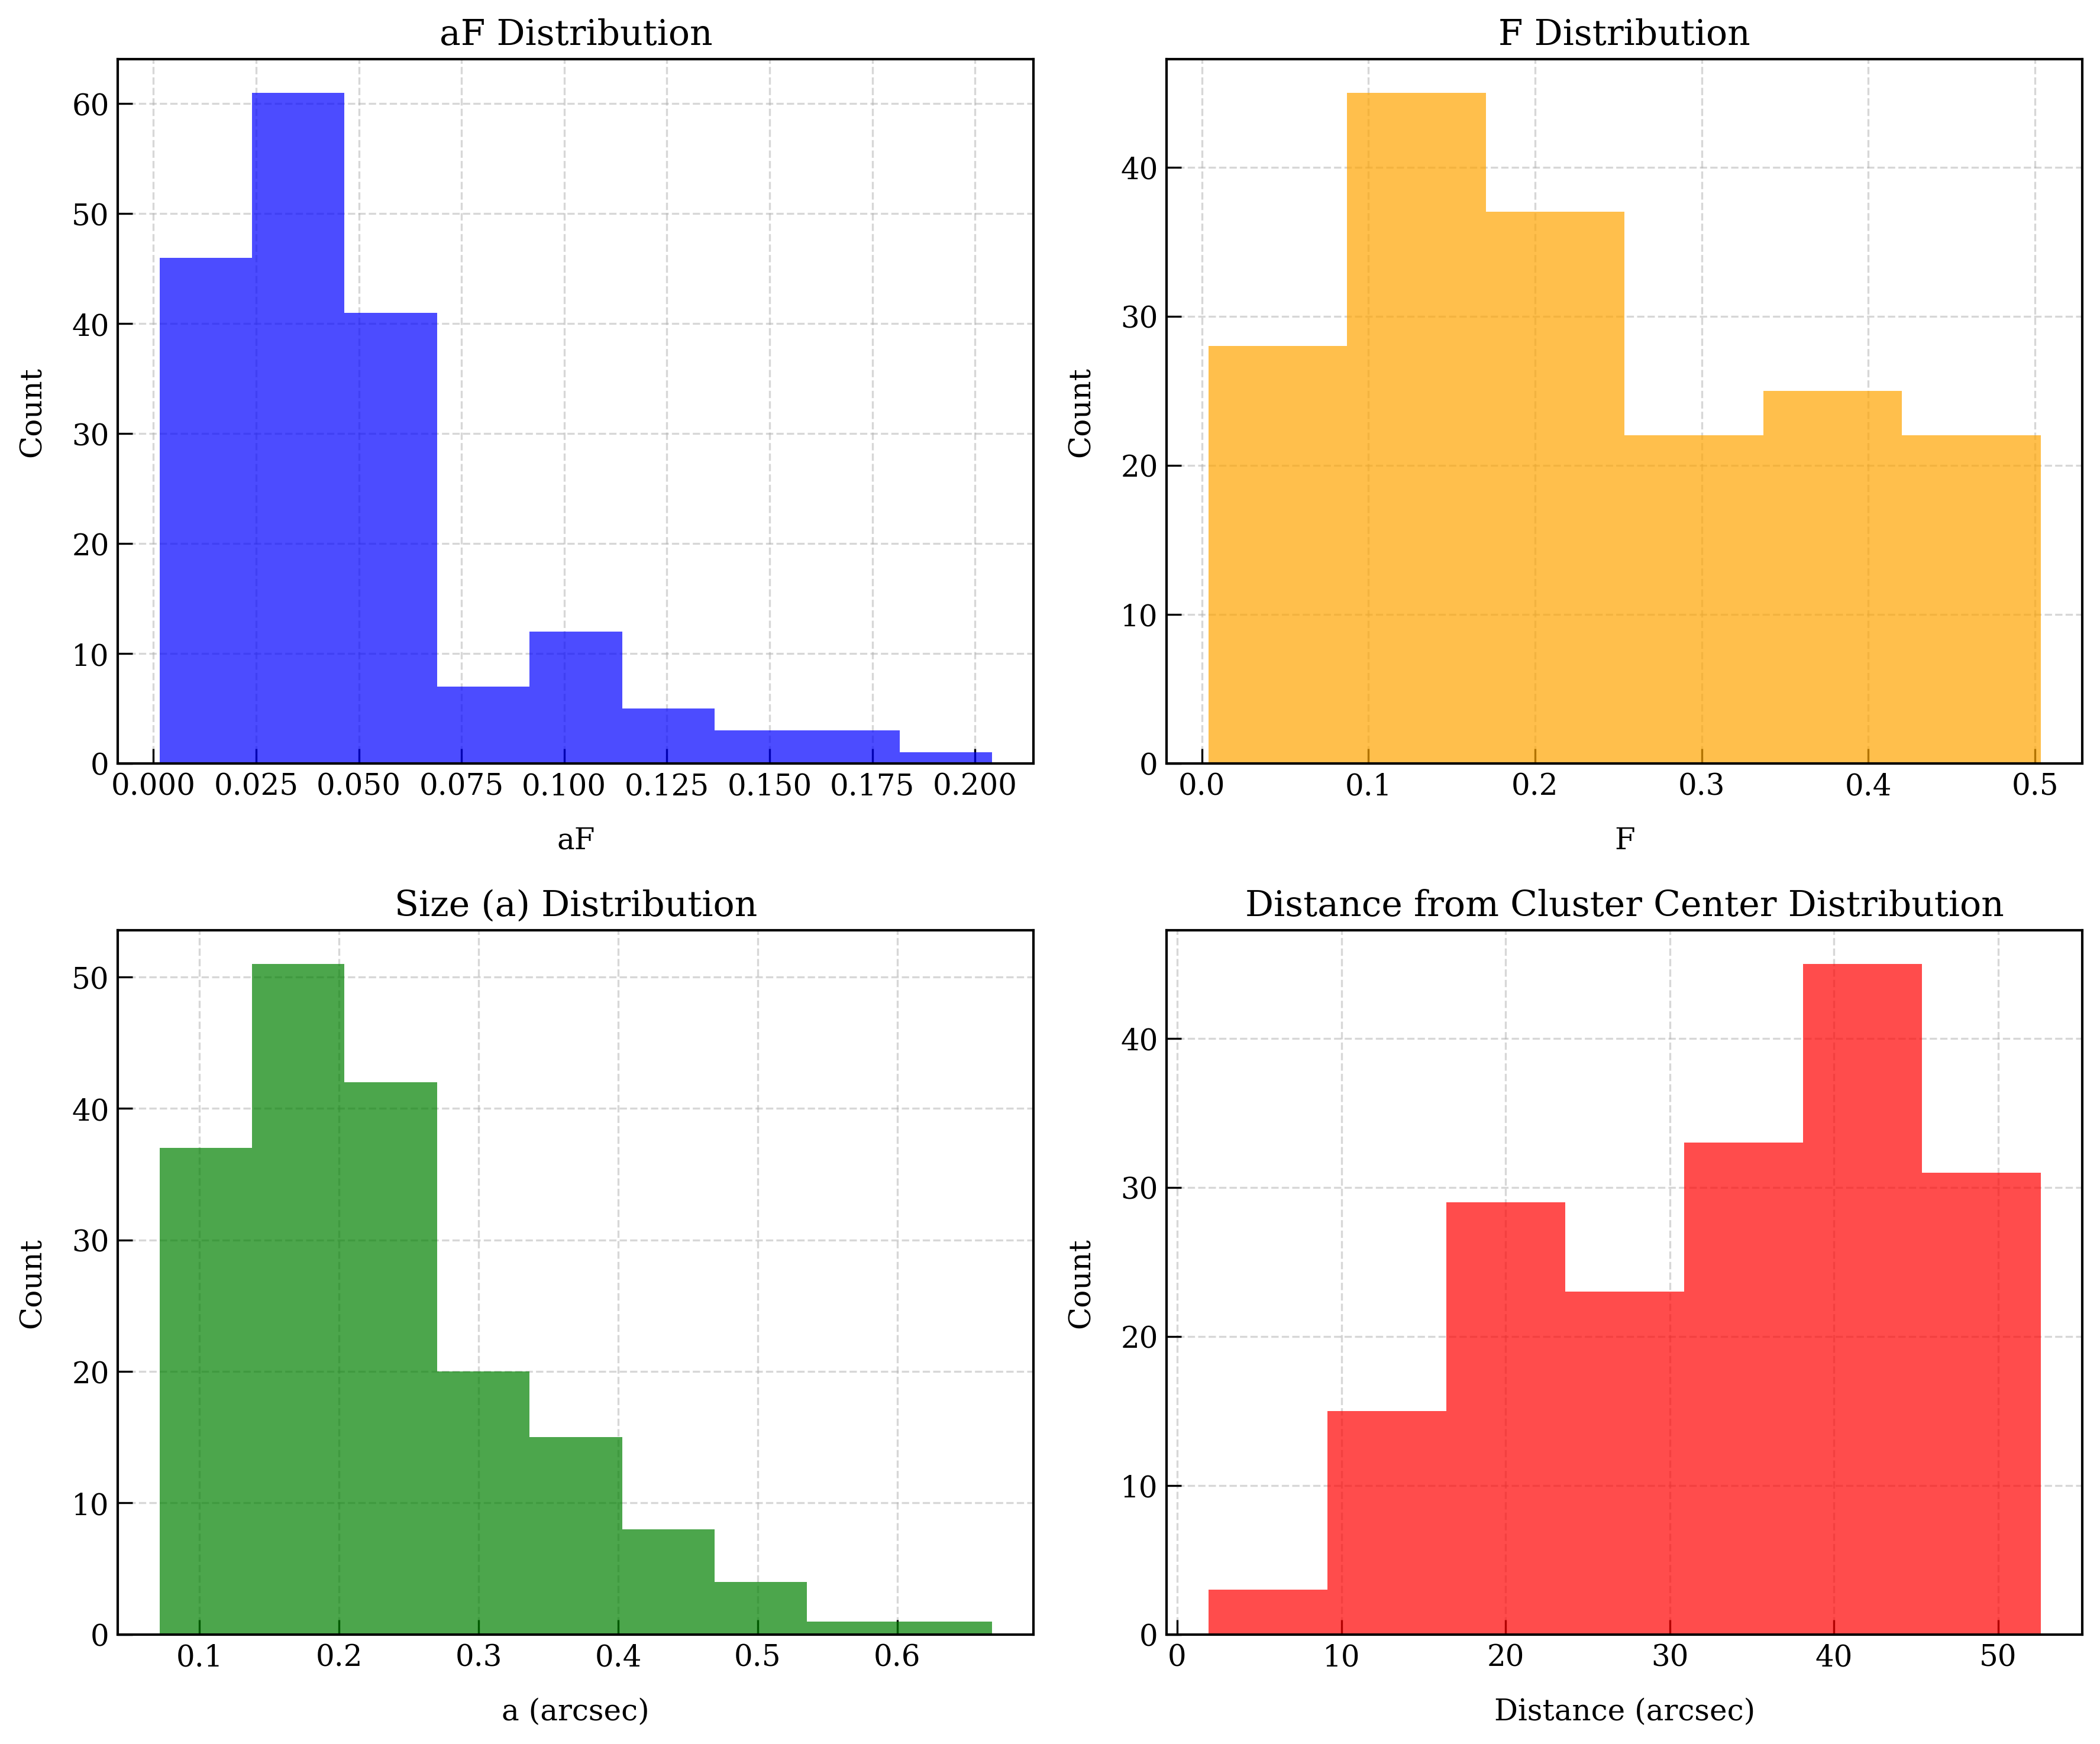 aF Distribution
60
50
40
30
20
10
0
Count
0.000 0.025 0.050 0.075 0.100 0.125 0.150 0.175 0.200
aF
F Distribution
40
30
20
10
0
Count
0.0 0.1 0.2 0.3 0.4 0.5
F
Size (a) Distribution
50
40
30
20
10
0
Count
0.1 0.2 0.3 0.4 0.5 0.6
a (arcsec)
Distance from Cluster Center Distribution
40
30
20
10
0
Count
0 10 20 30 40 50
Distance (arcsec)